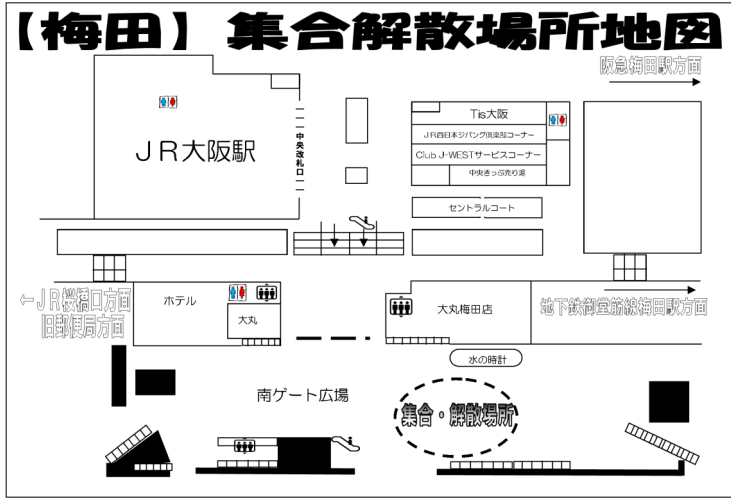 【梅田】 集合解散場所地図
阪急梅田駅方面
JR大阪駅
中央改札口
Tis大阪
JR西日本ジパング倶楽部コーナー
Club J-WESTサービスコーナー
中央きっぷ売り場
セントラルコート
←JR桜橋口方面
旧郵便局方面
ホテル
大丸
大丸梅田店
地下鉄御堂筋線梅田駅方面
水の時計
南ゲート広場
集合・解散場所